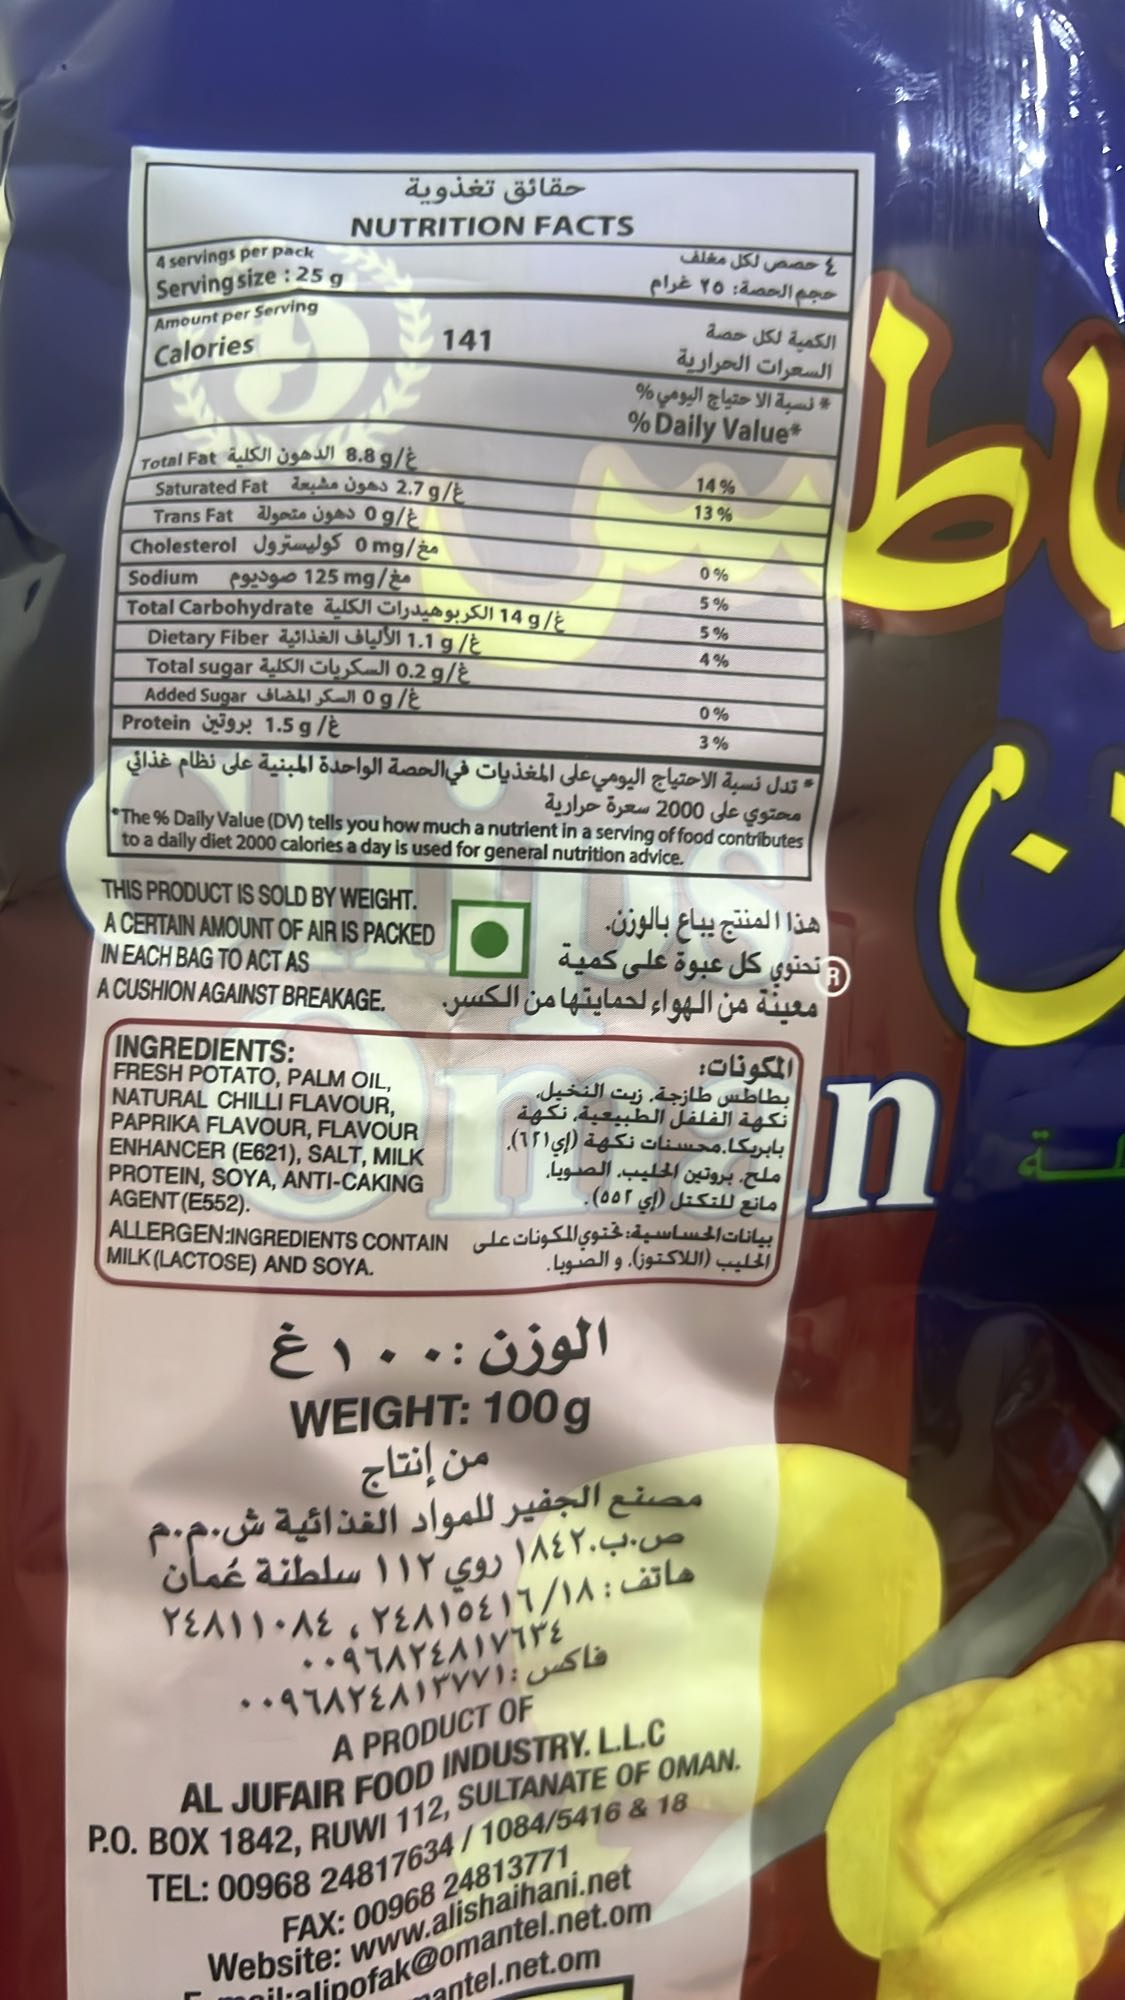 حقائق تغذوية
NUTRITION FACTS
4 servings per pack ٤ حصص لكل مغلف
Serving size : 25 g حجم الحصة: ٢٥ غرام
Amount per Serving الكمية لكل حصة
Calories 141 السعرات الحرارية
* نسبة الا حتياج اليومي %
% Daily Value*
Total Fat الدهون الكلية 8.8 g/غ 14 %
Saturated Fat دهون مشبعة 2.7 g/غ 13 %
Trans Fat دهون متحولة 0 g/غ
Cholesterol كوليسترول 0 mg/مغ 0 %
Sodium صوديوم 125 mg/مغ 5 %
Total Carbohydrate الكربوهيدرات الكلية 14 g/غ 5 %
Dietary Fiber الألياف الغذائية 1.1 g/غ 4 %
Total sugar السكريات الكلية 0.2 g/غ
Added Sugar السكر المضاف 0 g/غ 0 %
Protein بروتين 1.5 g/غ 3 %
* تدل نسبة الاحتياج اليومي على المغذيات في الحصة الواحدة المبنية على نظام غذائي
محتوي على 2000 سعرة حرارية
*The % Daily Value (DV) tells you how much a nutrient in a serving of food contributes
to a daily diet 2000 calories a day is used for general nutrition advice.
THIS PRODUCT IS SOLD BY WEIGHT.
A CERTAIN AMOUNT OF AIR IS PACKED
IN EACH BAG TO ACT AS
A CUSHION AGAINST BREAKAGE.
هذا المنتج يباع بالوزن.
تحتوي كل عبوة على كمية
معينة من الهواء لحمايتها من الكسر.
®
INGREDIENTS:
FRESH POTATO, PALM OIL,
NATURAL CHILLI FLAVOUR,
PAPRIKA FLAVOUR, FLAVOUR
ENHANCER (E621), SALT, MILK
PROTEIN, SOYA, ANTI-CAKING
AGENT (E552).
ALLERGEN:INGREDIENTS CONTAIN
MILK (LACTOSE) AND SOYA.
المكونات:
بطاطس طازجة. زيت النخيل.
نكهة الفلفل الطبيعية. نكهة
بابريكا.محسنات نكهة (إي ٦٢١).
ملح. بروتين الحليب. الصويا.
مانع للتكتل (إي ٥٥٢).
بيانات الحساسية: تحتوي المكونات على
الحليب (اللاكتوز). و الصويا.
Chips
Oman
الوزن : ١٠٠ غ
WEIGHT: 100g
من إنتاج
مصنع الجفير للمواد الغذائية ش.م.م
ص.ب.١٨٤٢ روي ١١٢ سلطنة عُمان
هاتف : ٢٤٨١٥٤١٦/١٨ ، ٢٤٨١١٠٨٤
٠٠٩٦٨٢٤٨١٧٦٣٤
فاكس :٠٠٩٦٨٢٤٨١٣٧٧١
A PRODUCT OF
AL JUFAIR FOOD INDUSTRY. L.L.C
P.O. BOX 1842, RUWI 112, SULTANATE OF OMAN.
TEL: 00968 24817634 / 1084/5416 & 18
FAX: 00968 24813771
Website: www.alishaihani.net
alipofak@omantel.net.om